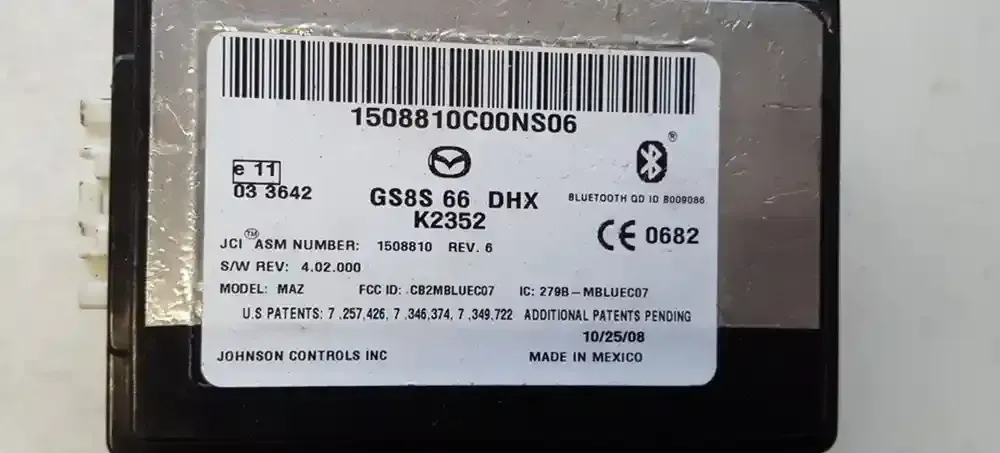 1508810C00NS06
e 11
03 3642
GS8S 66 DHX
K2352
®
BLUETOOTH QD ID B009086
CE 0682
JCI™ ASM NUMBER: 1508810 REV. 6
S/W REV: 4.02.000
MODEL: MAZ FCC ID: CB2MBLUEC07 IC: 279B-MBLUEC07
U.S PATENTS: 7,257,426, 7,346,374, 7,349,722 ADDITIONAL PATENTS PENDING
10/25/08
JOHNSON CONTROLS INC MADE IN MEXICO